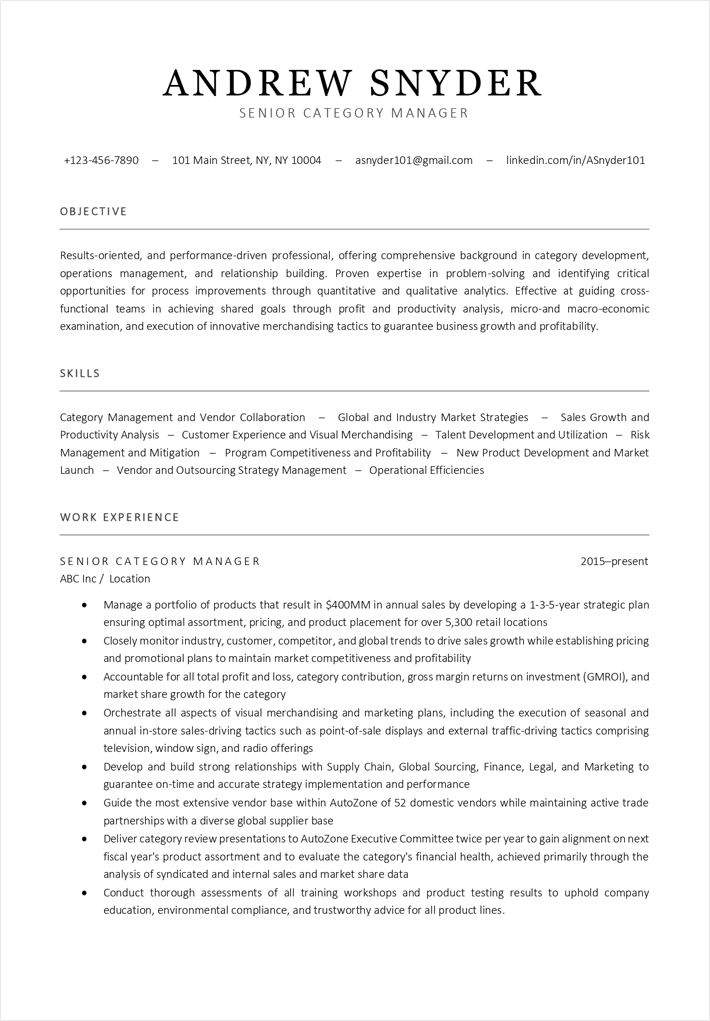 ANDREW SNYDER
SENIOR CATEGORY MANAGER
+123-456-7890 – 101 Main Street, NY, NY 10004 – asnyder101@gmail.com – linkedin.com/in/ASnyder101
OBJECTIVE
Results-oriented, and performance-driven professional, offering comprehensive background in category development,
operations management, and relationship building. Proven expertise in problem-solving and identifying critical
opportunities for process improvements through quantitative and qualitative analytics. Effective at guiding cross-
functional teams in achieving shared goals through profit and productivity analysis, micro-and macro-economic
examination, and execution of innovative merchandising tactics to guarantee business growth and profitability.
SKILLS
Category Management and Vendor Collaboration – Global and Industry Market Strategies – Sales Growth and
Productivity Analysis – Customer Experience and Visual Merchandising – Talent Development and Utilization – Risk
Management and Mitigation – Program Competitiveness and Profitability – New Product Development and Market
Launch – Vendor and Outsourcing Strategy Management – Operational Efficiencies
WORK EXPERIENCE
SENIOR CATEGORY MANAGER 2015–present
ABC Inc / Location
• Manage a portfolio of products that result in $400MM in annual sales by developing a 1-3-5-year strategic plan
ensuring optimal assortment, pricing, and product placement for over 5,300 retail locations
• Closely monitor industry, customer, competitor, and global trends to drive sales growth while establishing pricing
and promotional plans to maintain market competitiveness and profitability
• Accountable for all total profit and loss, category contribution, gross margin returns on investment (GMROI), and
market share growth for the category
• Orchestrate all aspects of visual merchandising and marketing plans, including the execution of seasonal and
annual in-store sales-driving tactics such as point-of-sale displays and external traffic-driving tactics comprising
television, window sign, and radio offerings
• Develop and build strong relationships with Supply Chain, Global Sourcing, Finance, Legal, and Marketing to
guarantee on-time and accurate strategy implementation and performance
• Guide the most extensive vendor base within AutoZone of 52 domestic vendors while maintaining active trade
partnerships with a diverse global supplier base
• Deliver category review presentations to AutoZone Executive Committee twice per year to gain alignment on next
fiscal year's product assortment and to evaluate the category's financial health, achieved primarily through the
analysis of syndicated and internal sales and market share data
• Conduct thorough assessments of all training workshops and product testing results to uphold company
education, environmental compliance, and trustworthy advice for all product lines.